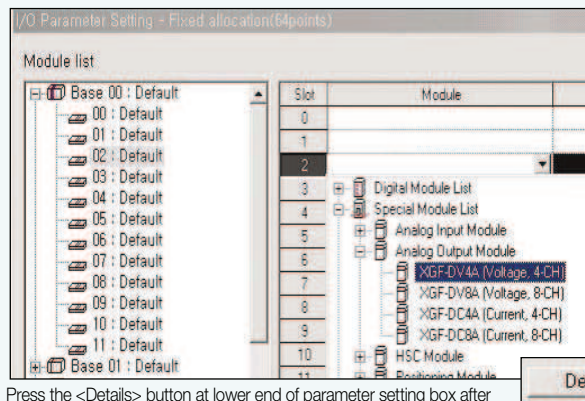 I/O Parameter Setting - Fixed allocation(64points)
Module list
Base 00 : Default
00 : Default
01 : Default
02 : Default
03 : Default
04 : Default
05 : Default
06 : Default
07 : Default
08 : Default
09 : Default
10 : Default
11 : Default
Base 01 : Default
Slot Module
0
1
2
3 Digital Module List
4 Special Module List
5 Analog Input Module
6 Analog Output Module
7 XGF-DV4A (Voltage, 4-CH)
8 XGF-DV8A (Voltage, 8-CH)
9 XGF-DC4A (Current, 4-CH)
XGF-DC8A (Current, 8-CH)
10 HSC Module
11 Positioning Module
De
Press the <Details> button at lower end of parameter setting box after